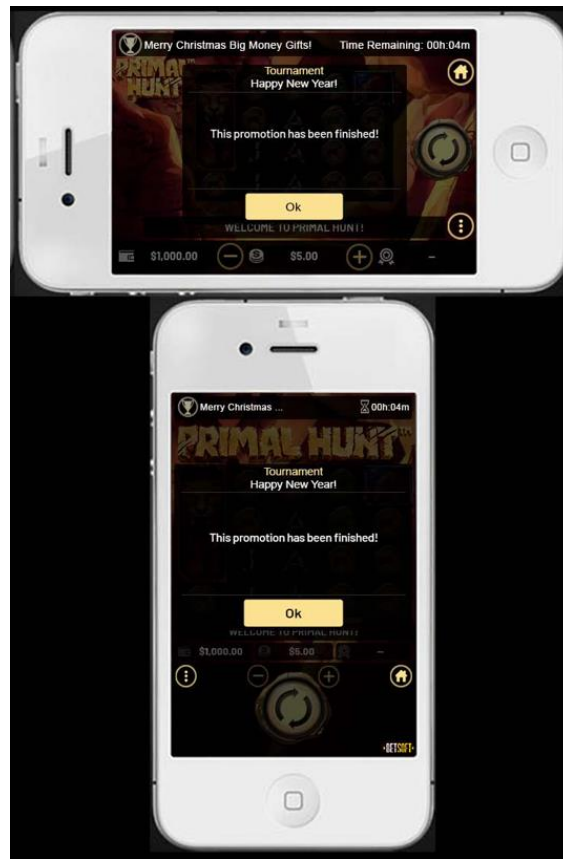 Merry Christmas Big Money Gifts! Time Remaining: 00h:04m
PRIMAL
HUNT
Tournament
Happy New Year!
This promotion has been finished!
Ok
WELCOME TO PRIMAL HUNT!
$1,000.00 $5.00 -
Merry Christmas ... 00h:04m
PRIMAL HUNT
Tournament
Happy New Year!
This promotion has been finished!
Ok
WELCOME TO PRIMAL HUNT!
$1,000.00 $5.00 -
·BETSOFT·